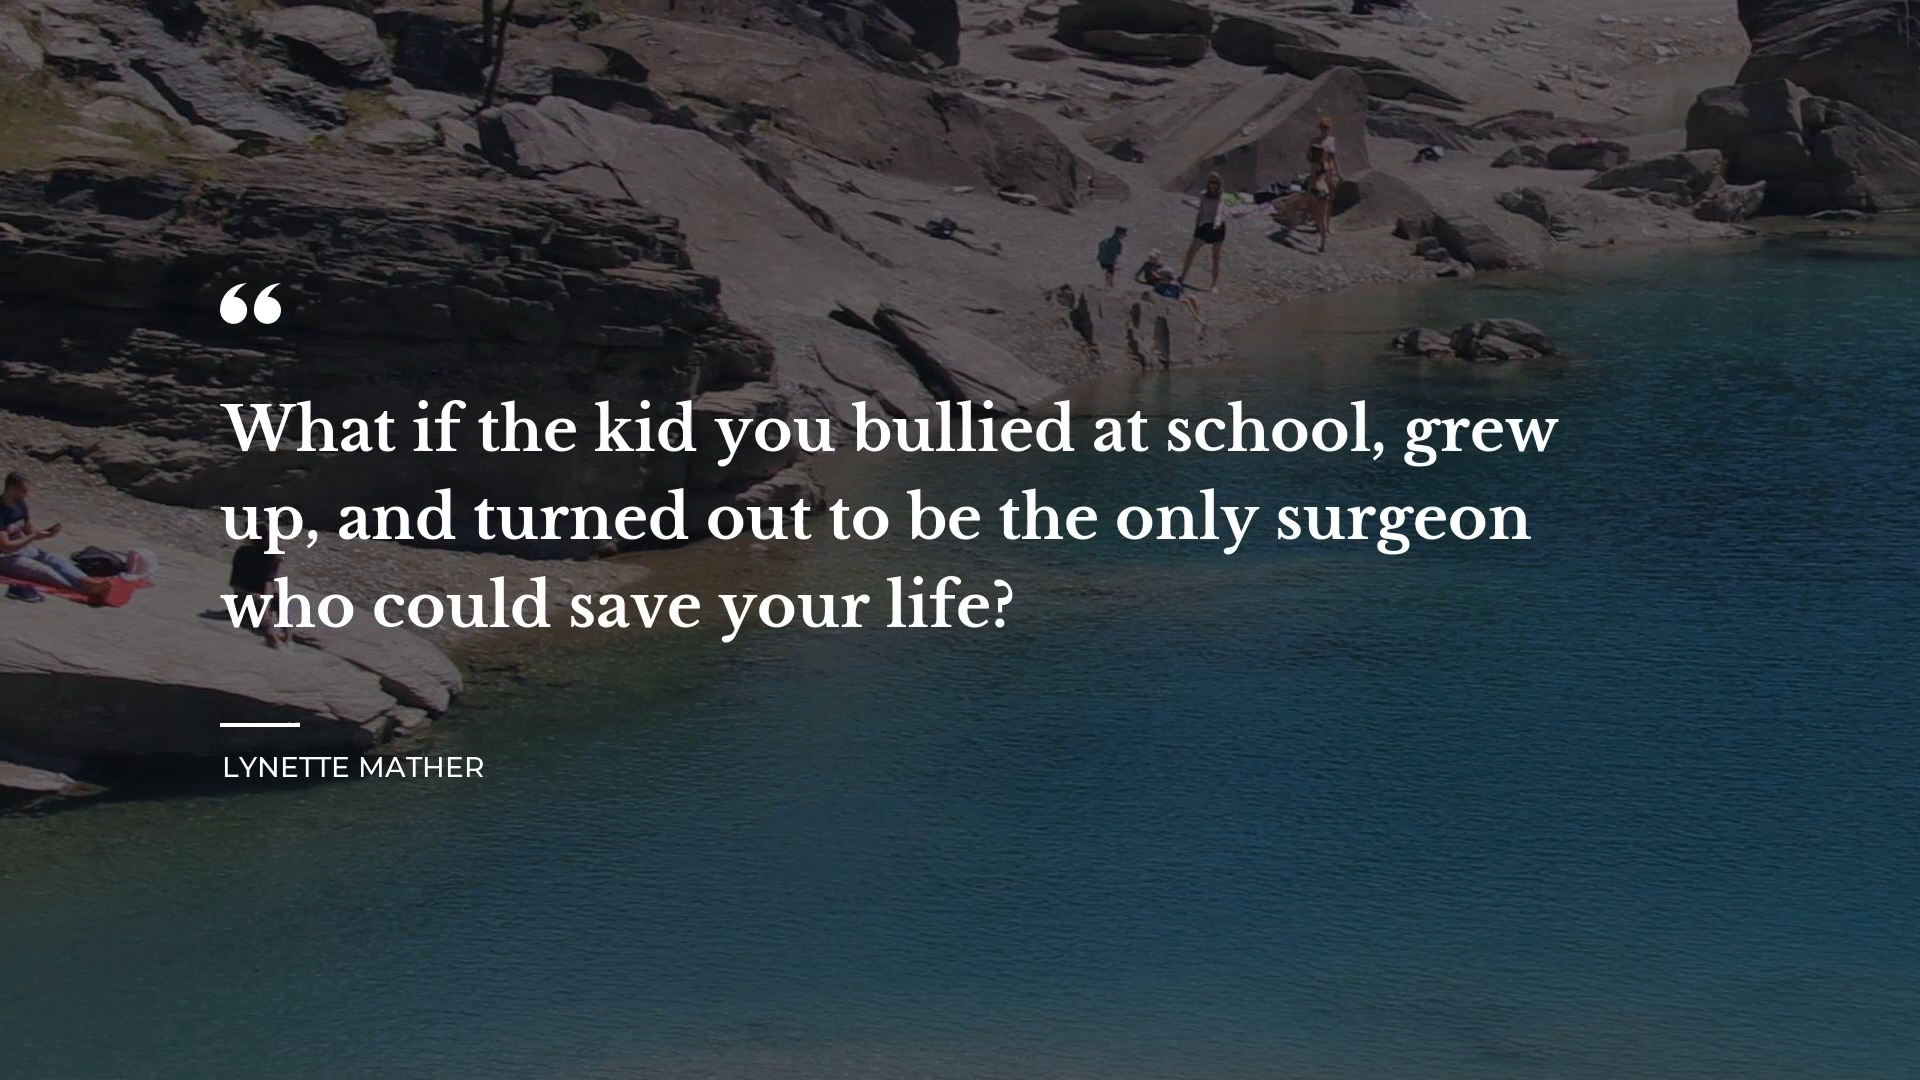 “
What if the kid you bullied at school, grew
up, and turned out to be the only surgeon
who could save your life?
LYNETTE MATHER